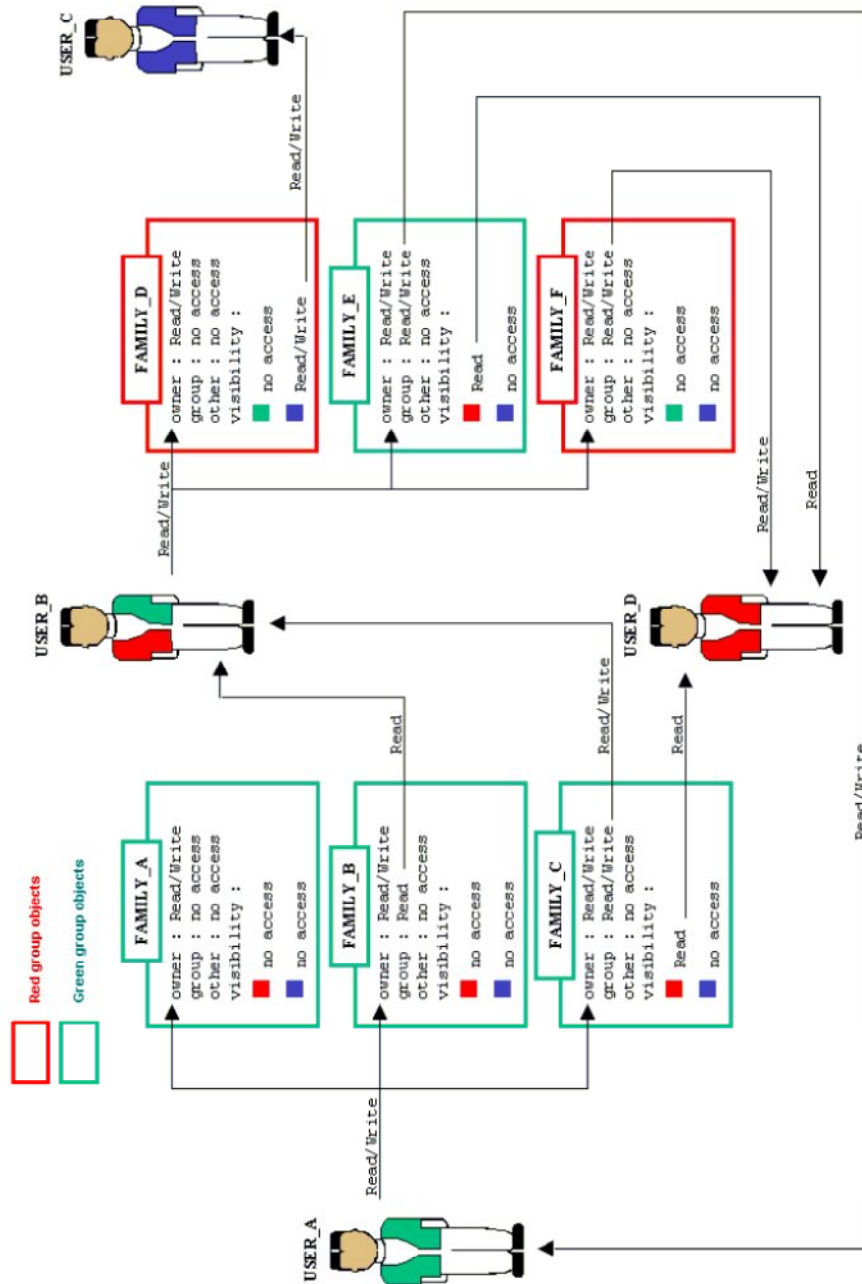 Red group objects
Green group objects
USER_A
Read/Write
FAMILY_A
owner : Read/Write
group : no access
other : no access
visibility :
no access
no access
FAMILY_B
owner : Read/Write
group : Read
other : no access
visibility :
no access
no access
FAMILY_C
owner : Read/Write
group : Read/Write
other : no access
visibility :
Read
no access
Read
Read/Write
Read
USER_B
USER_D
Read/Write
FAMILY_D
owner : Read/Write
group : no access
other : no access
visibility :
no access
Read/Write
FAMILY_E
owner : Read/Write
group : Read/Write
other : no access
visibility :
Read
no access
FAMILY_F
owner : Read/Write
group : Read/Write
other : no access
visibility :
no access
no access
Read/Write
Read/Write
Read
USER_C
Read/Write